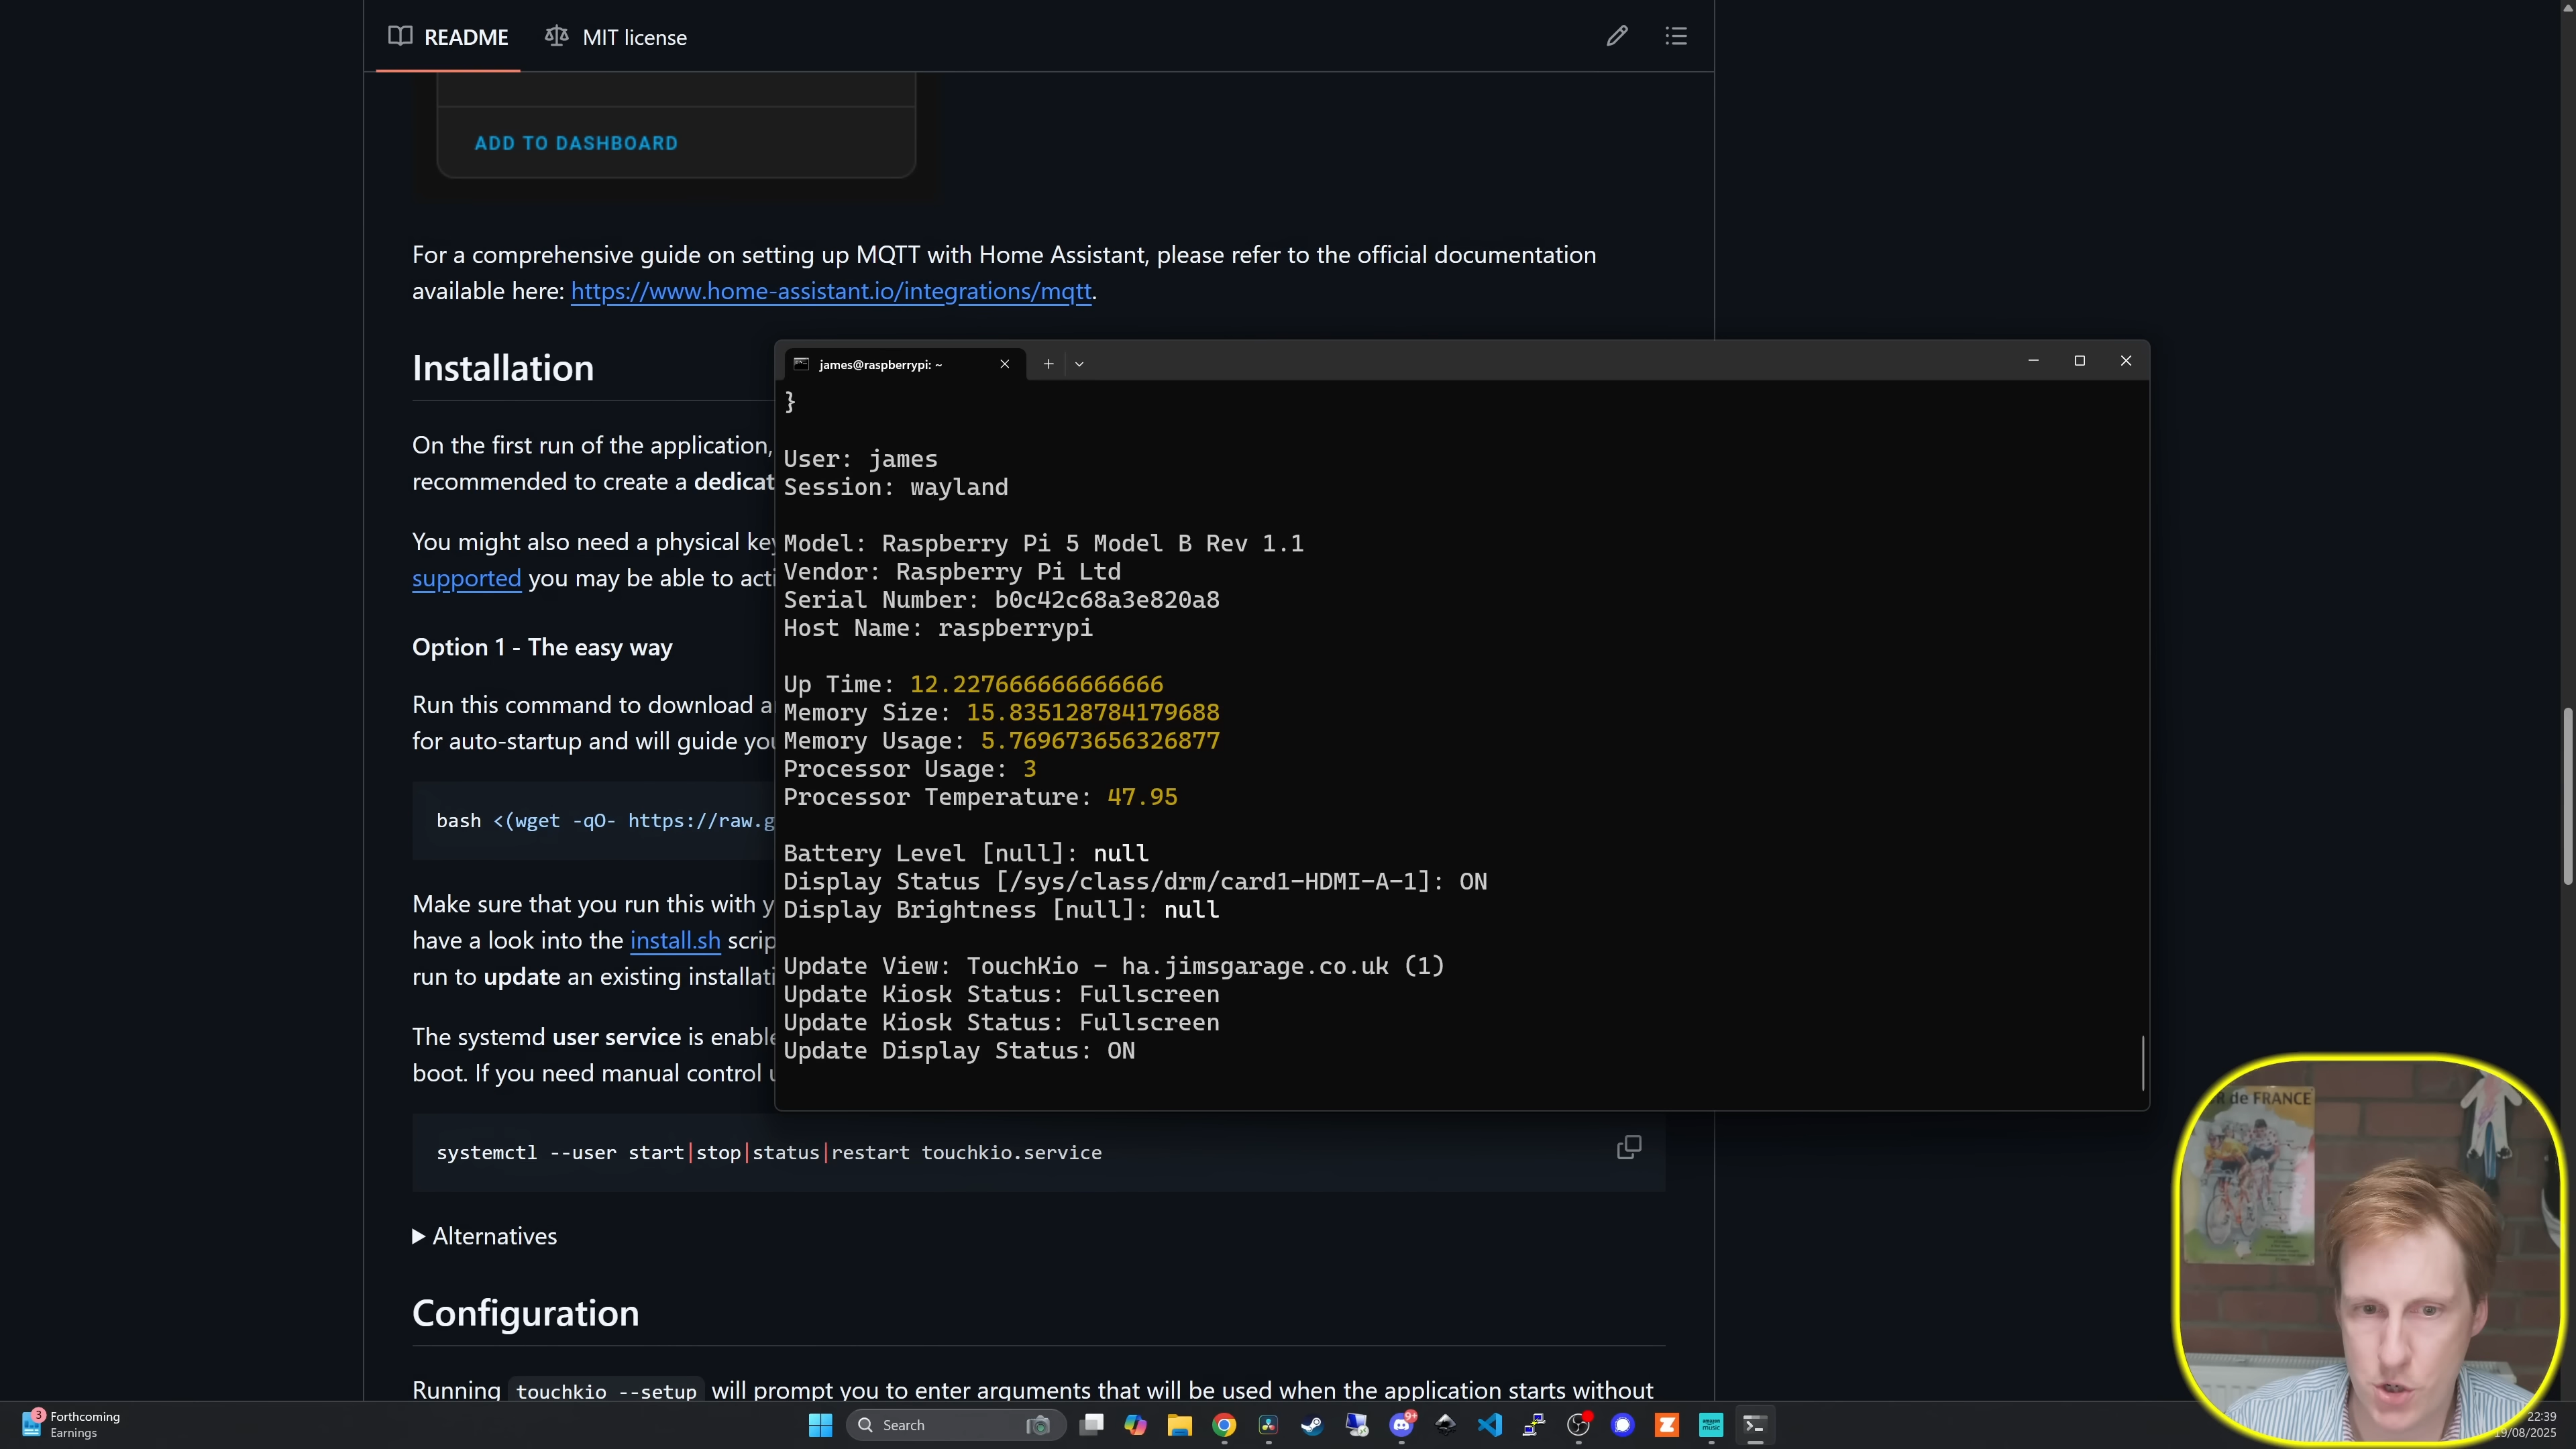 README
MIT license
ADD TO DASHBOARD
For a comprehensive guide on setting up MQTT with Home Assistant, please refer to the official documentation
available here: https://www.home-assistant.io/integrations/mqtt.
Installation
On the first run of the application,
recommended to create a dedicat
You might also need a physical key
supported you may be able to acti
Option 1 - The easy way
Run this command to download a
for auto-startup and will guide you
bash <(wget -qO- https://raw.g
Make sure that you run this with y
have a look into the install.sh scrip
run to update an existing installati
The systemd user service is enable
boot. If you need manual control u
systemctl --user start|stop|status|restart touchkio.service
Alternatives
Configuration
Running touchkio --setup will prompt you to enter arguments that will be used when the application starts without
james@raspberrypi: ~
}
User: james
Session: wayland
Model: Raspberry Pi 5 Model B Rev 1.1
Vendor: Raspberry Pi Ltd
Serial Number: b0c42c68a3e820a8
Host Name: raspberrypi
Up Time: 12.227666666666666
Memory Size: 15.835128784179688
Memory Usage: 5.769673656326877
Processor Usage: 3
Processor Temperature: 47.95
Battery Level [null]: null
Display Status [/sys/class/drm/card1-HDMI-A-1]: ON
Display Brightness [null]: null
Update View: TouchKio - ha.jimsgarage.co.uk (1)
Update Kiosk Status: Fullscreen
Update Kiosk Status: Fullscreen
Update Display Status: ON
de FRANCE
3
Forthcoming
Earnings
Search
9+
amazon
music
22:39
19/08/2025